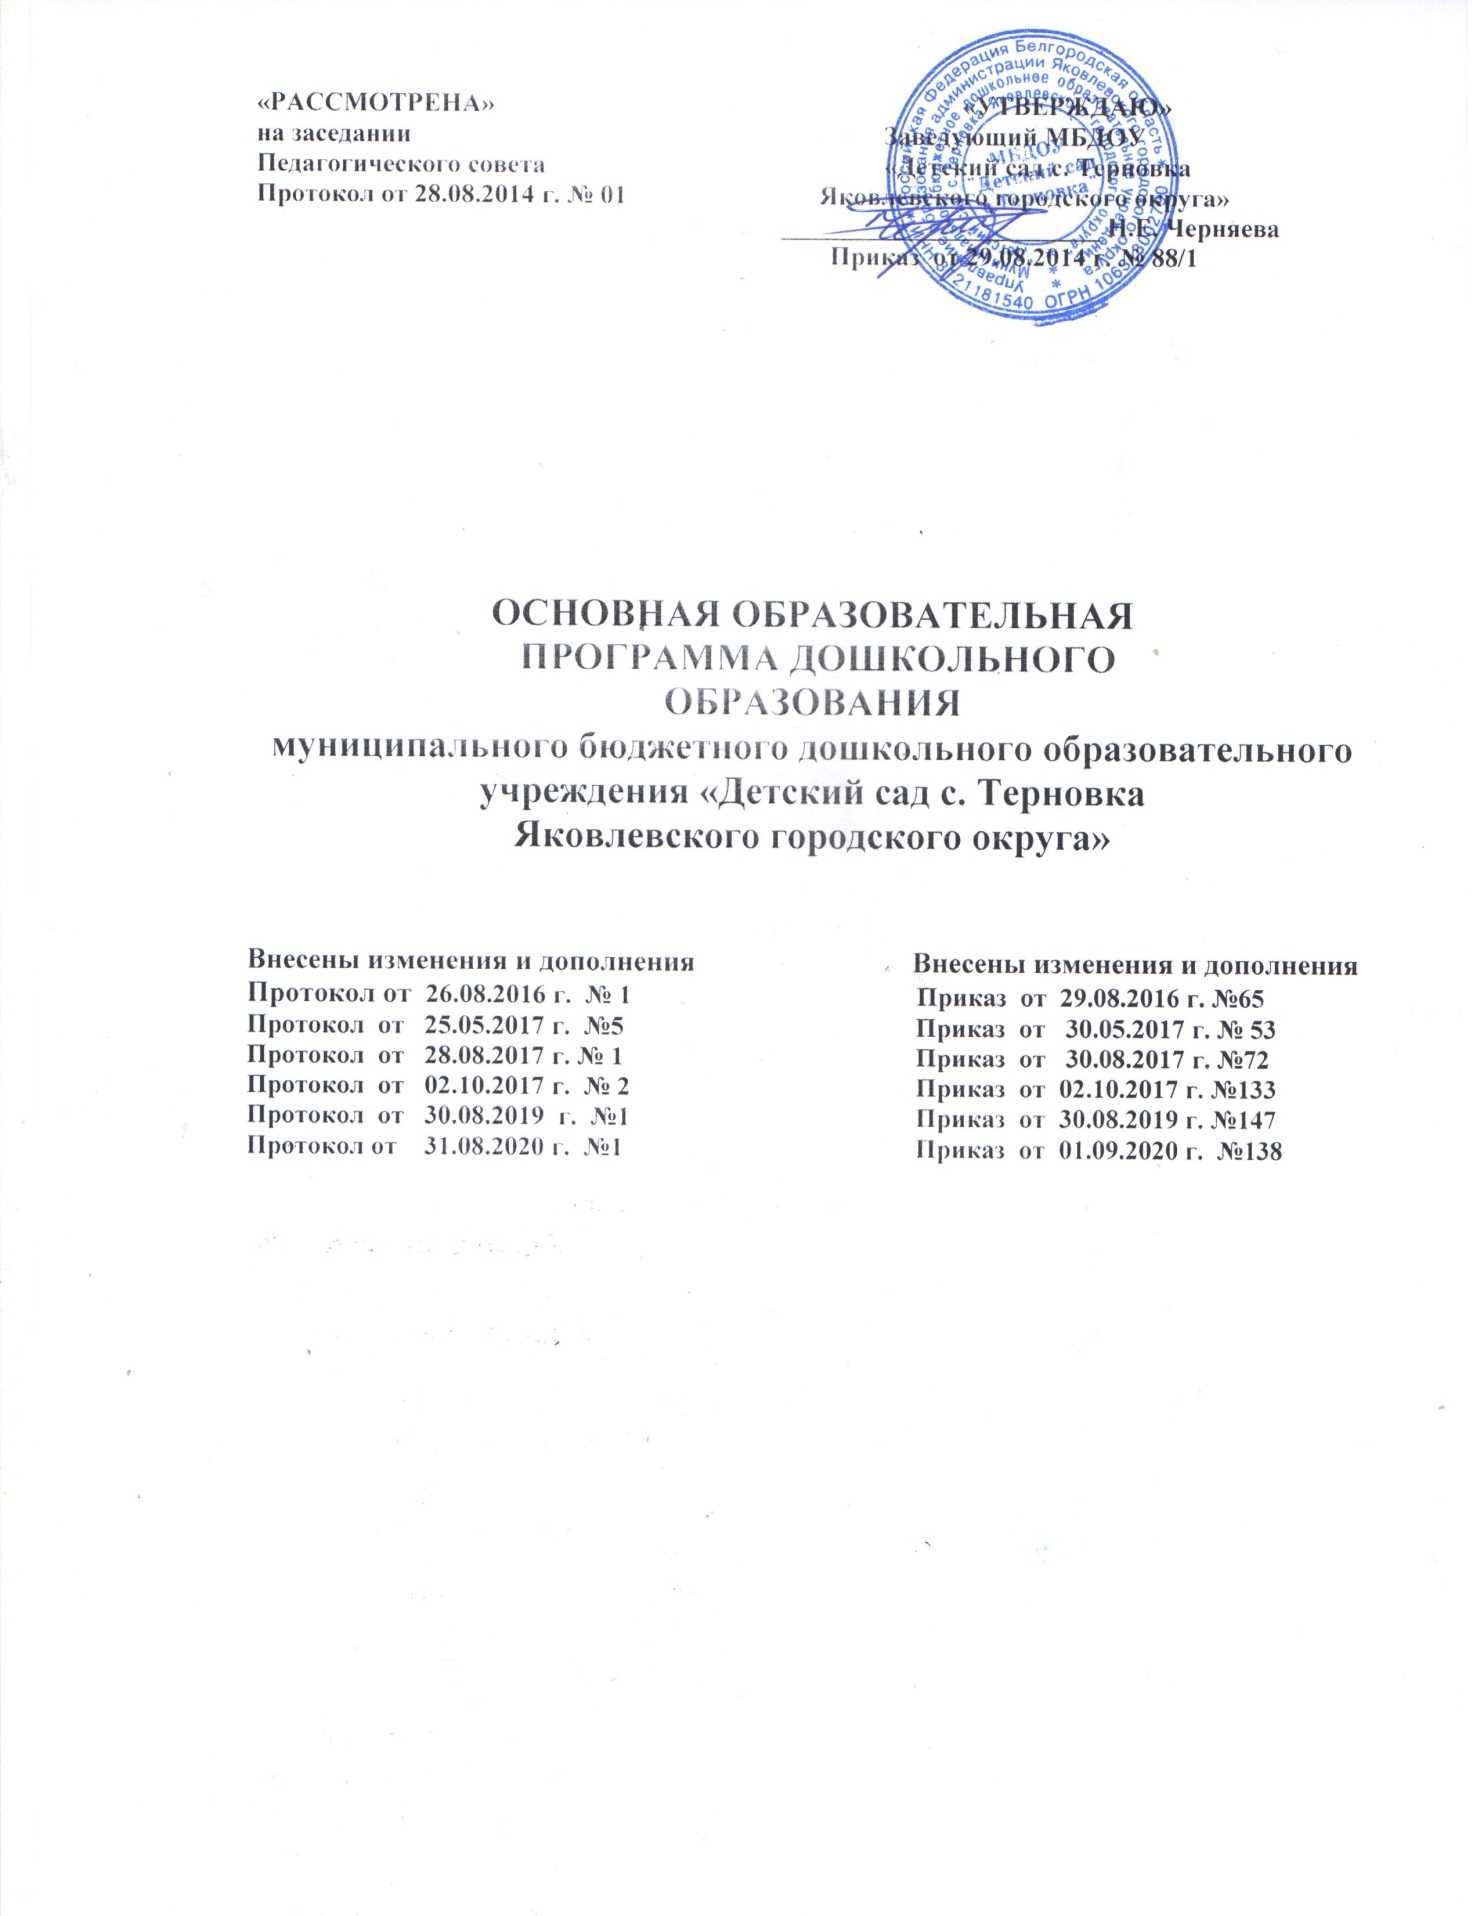 «РАССМОТРЕНА»
на заседании
Педагогического совета
Протокол от 28.08.2014 г. № 01
«УТВЕРЖДАЮ»
Заведующий МБДОУ
«Детский сад с. Терновка
Яковлевского городского округа»
Н.Е. Черняева
Приказ от 29.08.2014 г. № 88/1
МБДОУ
"Детский сад
с. Терновка"
ОСНОВНАЯ ОБРАЗОВАТЕЛЬНАЯ
ПРОГРАММА ДОШКОЛЬНОГО
ОБРАЗОВАНИЯ
муниципального бюджетного дошкольного образовательного
учреждения «Детский сад с. Терновка
Яковлевского городского округа»
Внесены изменения и дополнения
Протокол от 26.08.2016 г. № 1
Протокол от 25.05.2017 г. №5
Протокол от 28.08.2017 г. № 1
Протокол от 02.10.2017 г. № 2
Протокол от 30.08.2019 г. №1
Протокол от 31.08.2020 г. №1
Внесены изменения и дополнения
Приказ от 29.08.2016 г. №65
Приказ от 30.05.2017 г. № 53
Приказ от 30.08.2017 г. №72
Приказ от 02.10.2017 г. №133
Приказ от 30.08.2019 г. №147
Приказ от 01.09.2020 г. №138